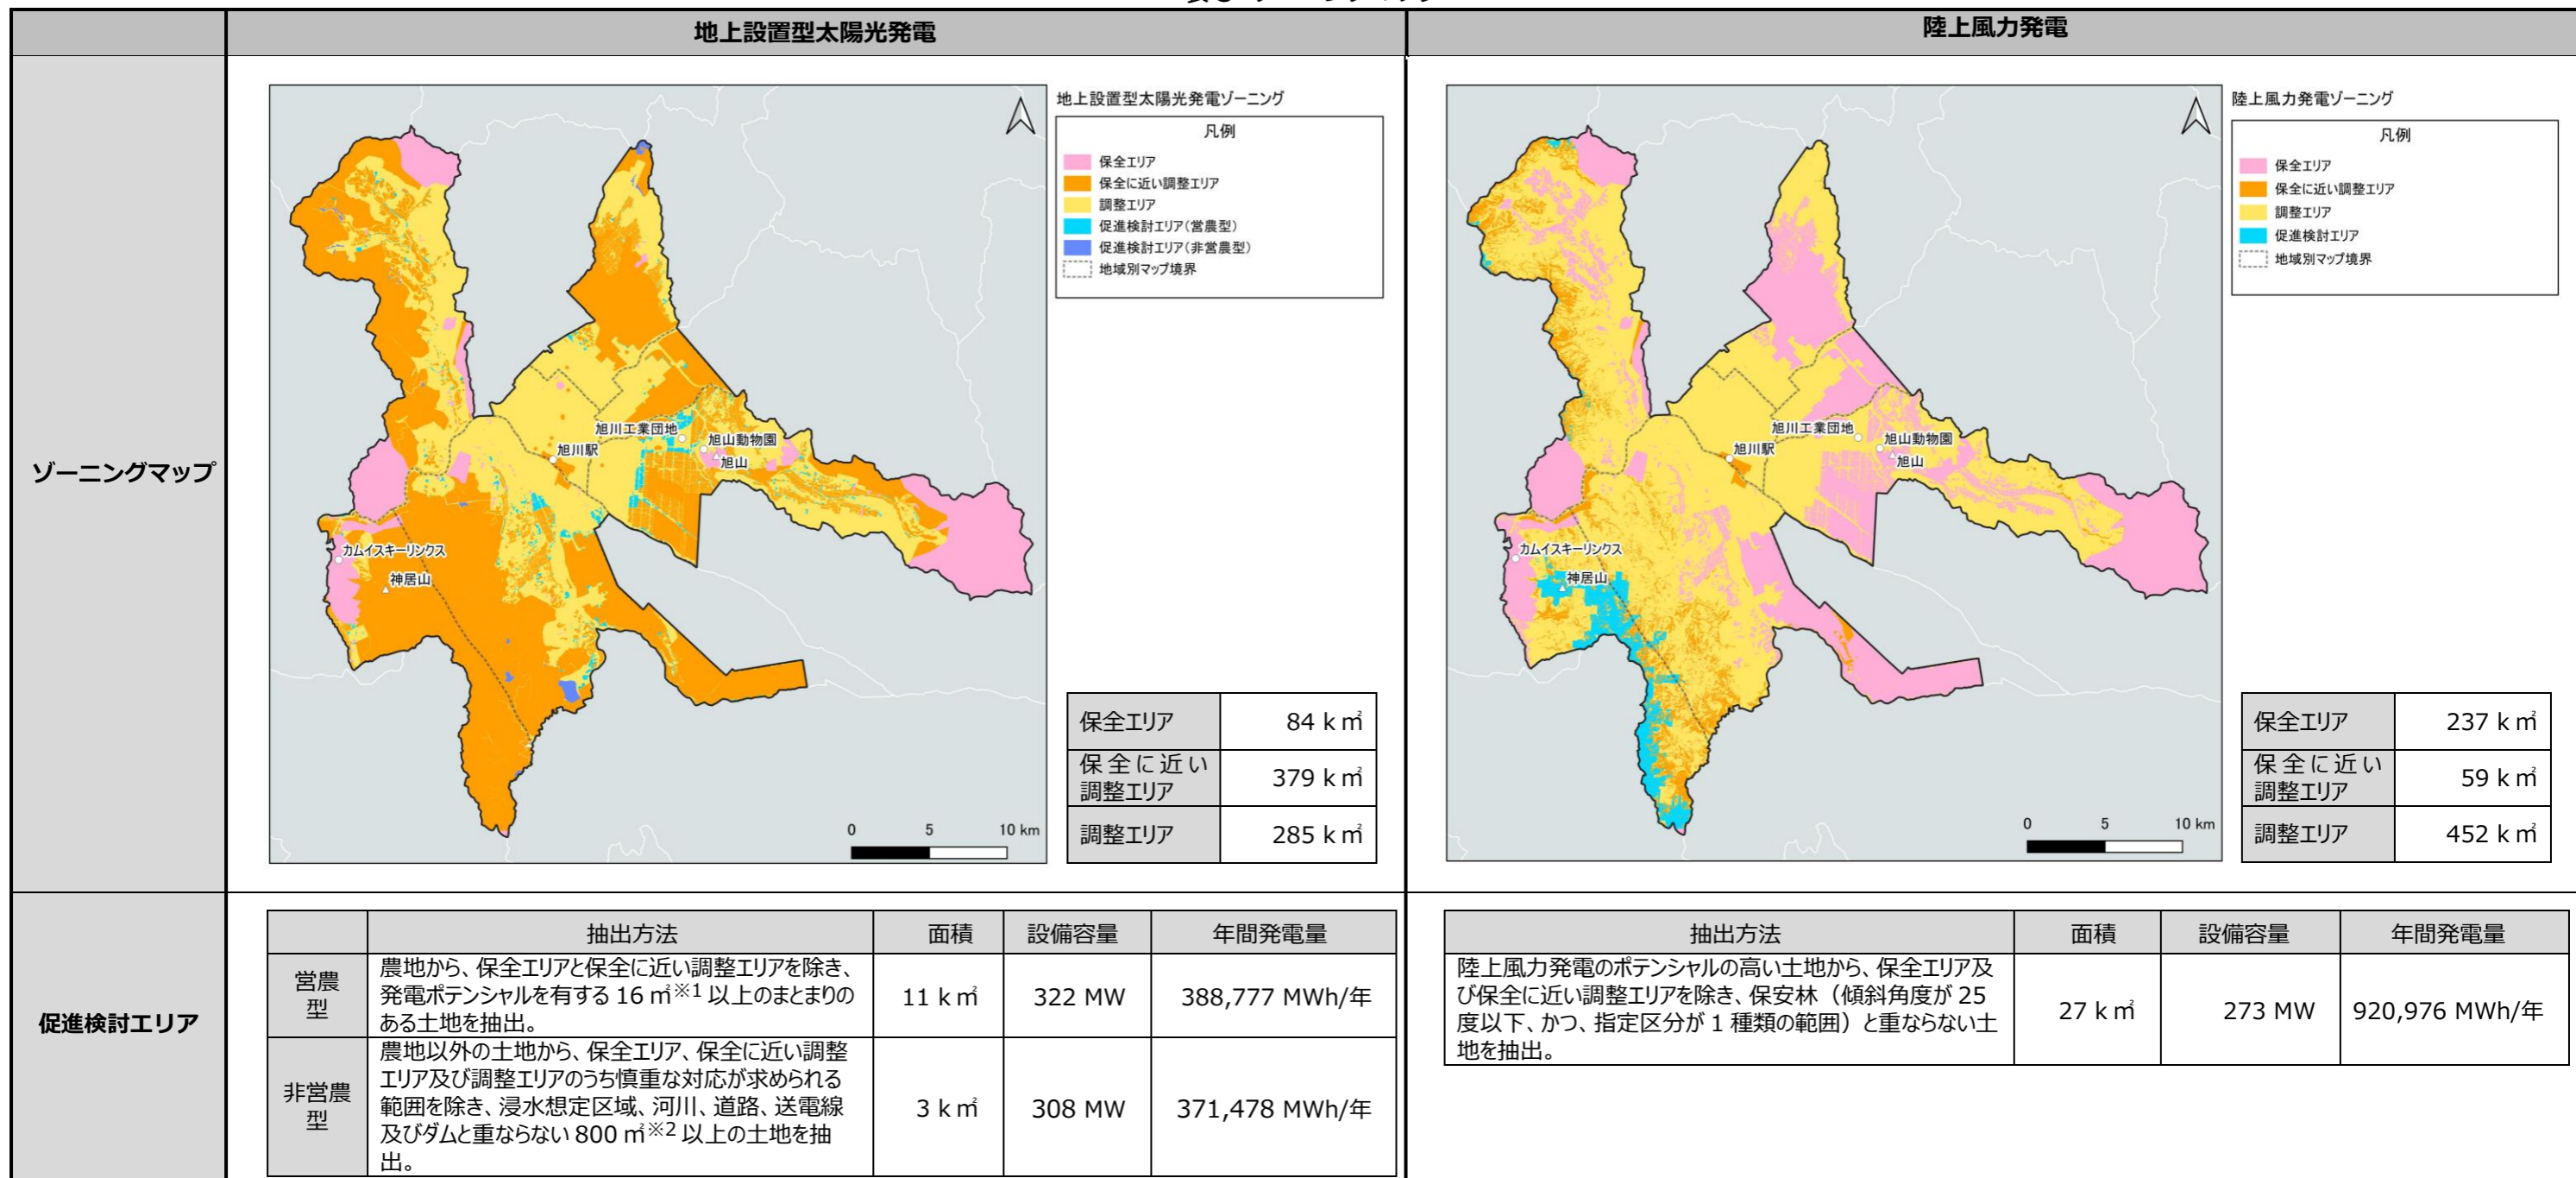 地上設置型太陽光発電
陸上風力発電
ゾーニングマップ
地上設置型太陽光発電ゾーニング
凡例
保全エリア
保全に近い調整エリア
調整エリア
促進検討エリア(営農型)
促進検討エリア(非営農型)
地域別マップ境界
旭川工業団地
旭山動物園
旭川駅
旭山
カムイスキーリンクス
神居山
0 5 10 km
保全エリア 84 k㎡
保全に近い
調整エリア 379 k㎡
調整エリア 285 k㎡
陸上風力発電ゾーニング
凡例
保全エリア
保全に近い調整エリア
調整エリア
促進検討エリア
地域別マップ境界
旭川工業団地
旭山動物園
旭川駅
旭山
カムイスキーリンクス
神居山
0 5 10 km
保全エリア 237 k㎡
保全に近い
調整エリア 59 k㎡
調整エリア 452 k㎡
促進検討エリア
抽出方法 面積 設備容量 年間発電量
営農
型
農地から、保全エリアと保全に近い調整エリアを除き、
発電ポテンシャルを有する 16 ㎡※1 以上のまとまりの
ある土地を抽出。
11 k㎡ 322 MW 388,777 MWh/年
非営農
型
農地以外の土地から、保全エリア、保全に近い調整
エリア及び調整エリアのうち慎重な対応が求められる
範囲を除き、浸水想定区域、河川、道路、送電線
及びダムと重ならない 800 ㎡※2 以上の土地を抽
出。
3 k㎡ 308 MW 371,478 MWh/年
抽出方法 面積 設備容量 年間発電量
陸上風力発電のポテンシャルの高い土地から、保全エリア及
び保全に近い調整エリアを除き、保安林（傾斜角度が 25
度以下、かつ、指定区分が 1 種類の範囲）と重ならない土
地を抽出。
27 k㎡ 273 MW 920,976 MWh/年